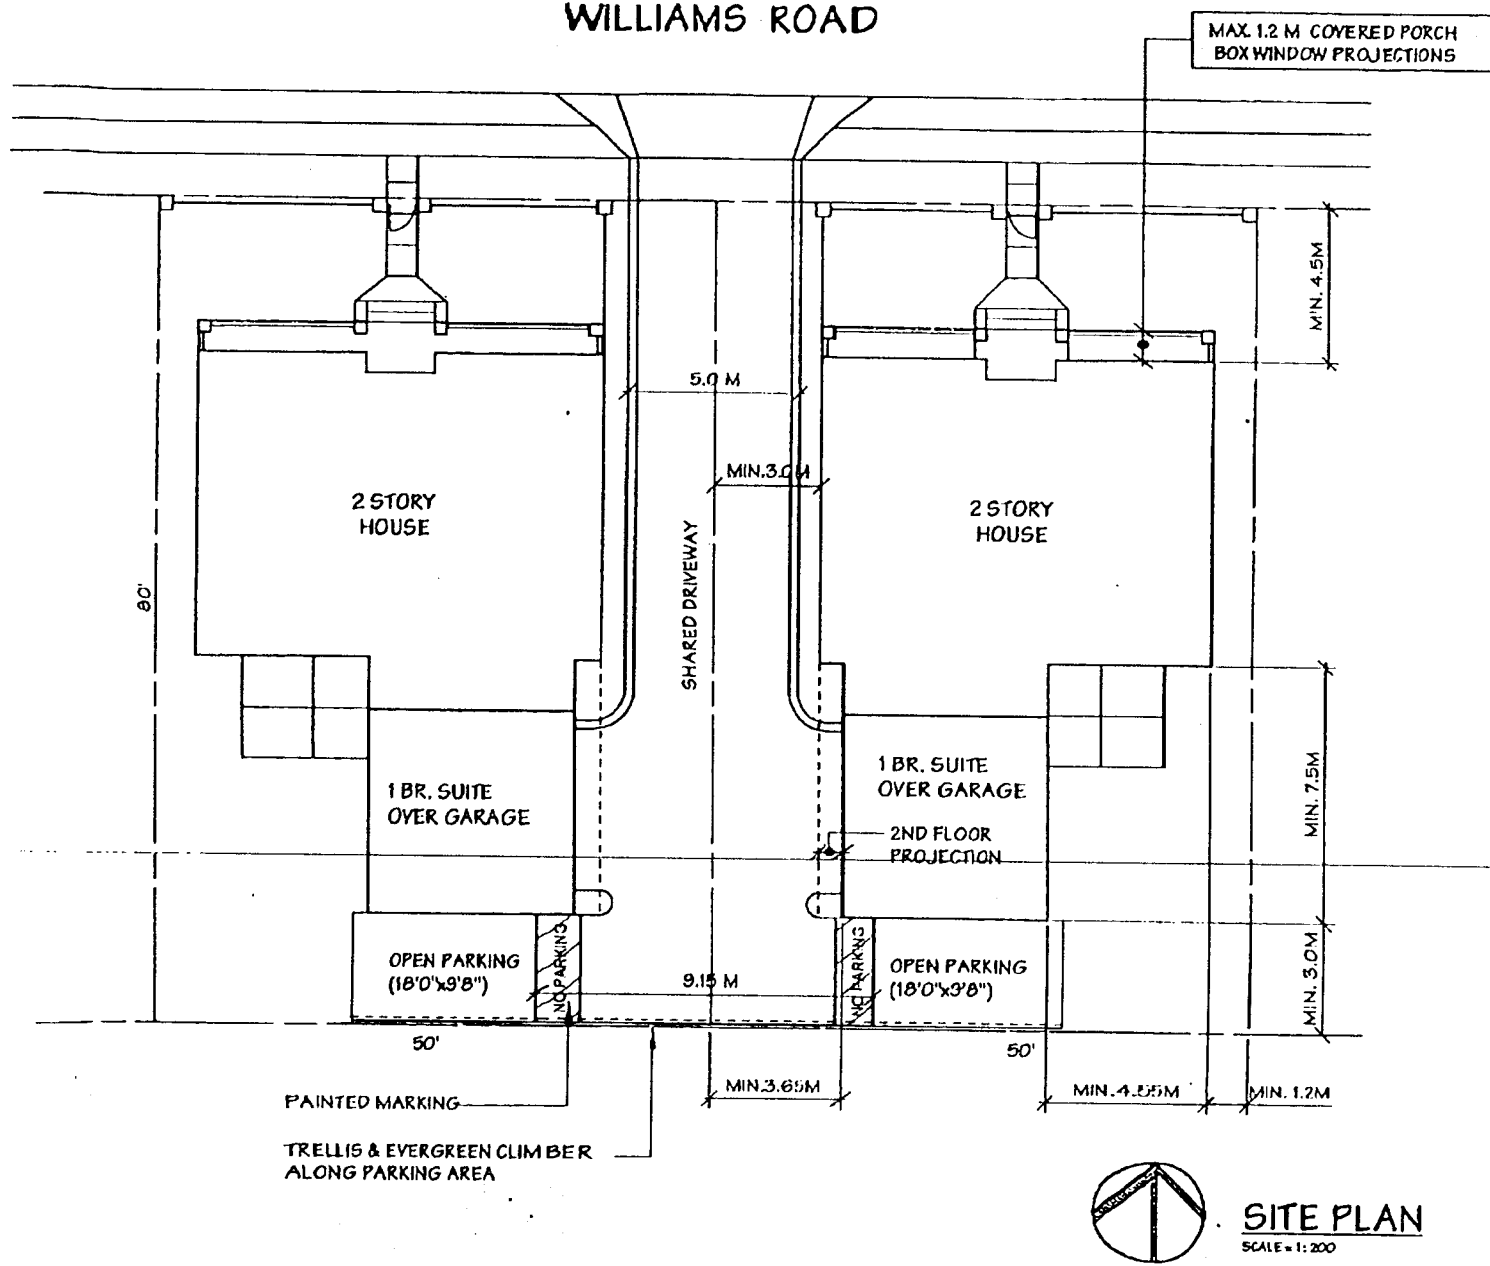 WILLIAMS ROAD
MAX. 1.2 M COVERED PORCH
BOX WINDOW PROJECTIONS
MIN. 4.5M
5.0 M
MIN.3.0M
2 STORY
HOUSE
2 STORY
HOUSE
80'
SHARED DRIVEWAY
1 BR. SUITE
OVER GARAGE
1 BR. SUITE
OVER GARAGE
MIN. 7.5M
2ND FLOOR
PROJECTION
OPEN PARKING
(18'0"x9'8")
NO PARKING
9.15 M
NO PARKING
OPEN PARKING
(18'0"x9'8")
MIN. 3.0M
50'
50'
MIN.3.65M
MIN. 4.55M
MIN. 1.2M
PAINTED MARKING
TRELLIS & EVERGREEN CLIMBER
ALONG PARKING AREA
SITE PLAN
SCALE = 1: 200